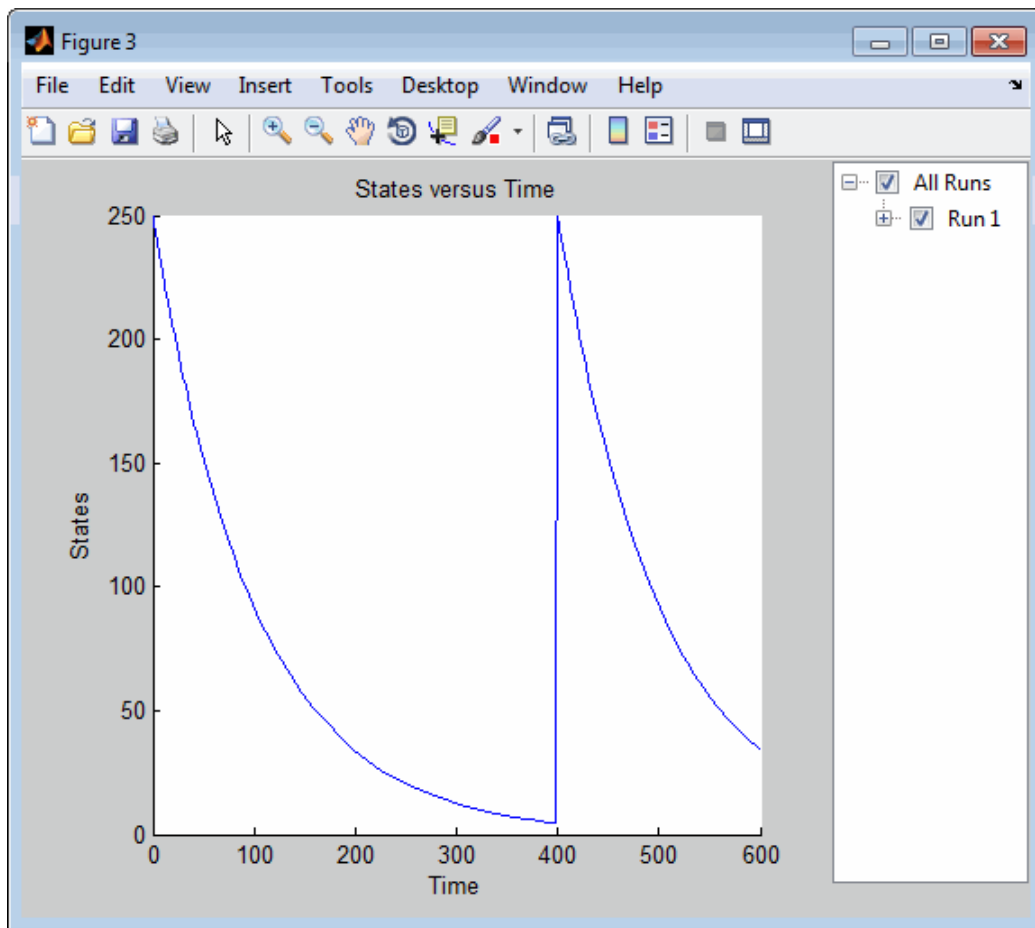 Figure 3
File Edit View Insert Tools Desktop Window Help
States versus Time
All Runs
Run 1
250
200
150
100
50
0
States
0 100 200 300 400 500 600
Time